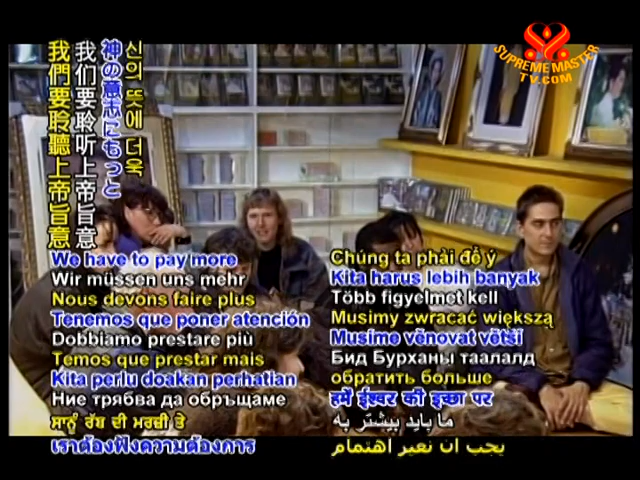 SUPREME MASTER
TV.COM
我們要聆聽上帝旨意
我们要聆听上帝旨意
神の意志にもっと
신의 뜻에 더욱
We have to pay more
Wir müssen uns mehr
Nous devons faire plus
Tenemos que poner atención
Dobbiamo prestare più
Temos que prestar mais
Kita perlu doakan perhatian
Ние трябва да обръщаме
ਸਾਨੂੰ ਰੱਬ ਦੀ ਮਰਜ਼ੀ ਤੇ
เราต้องฟังความต้องการ
Chúng ta phải để ý
Kita harus lebih banyak
Több figyelmet kell
Musimy zwracać większą
Musíme věnovat větší
Бид Бурханы таалалд
обратить больше
हमें ईश्वर की इच्छा पर
ما باید بیشتر به
يجب أن نعير اهتمام